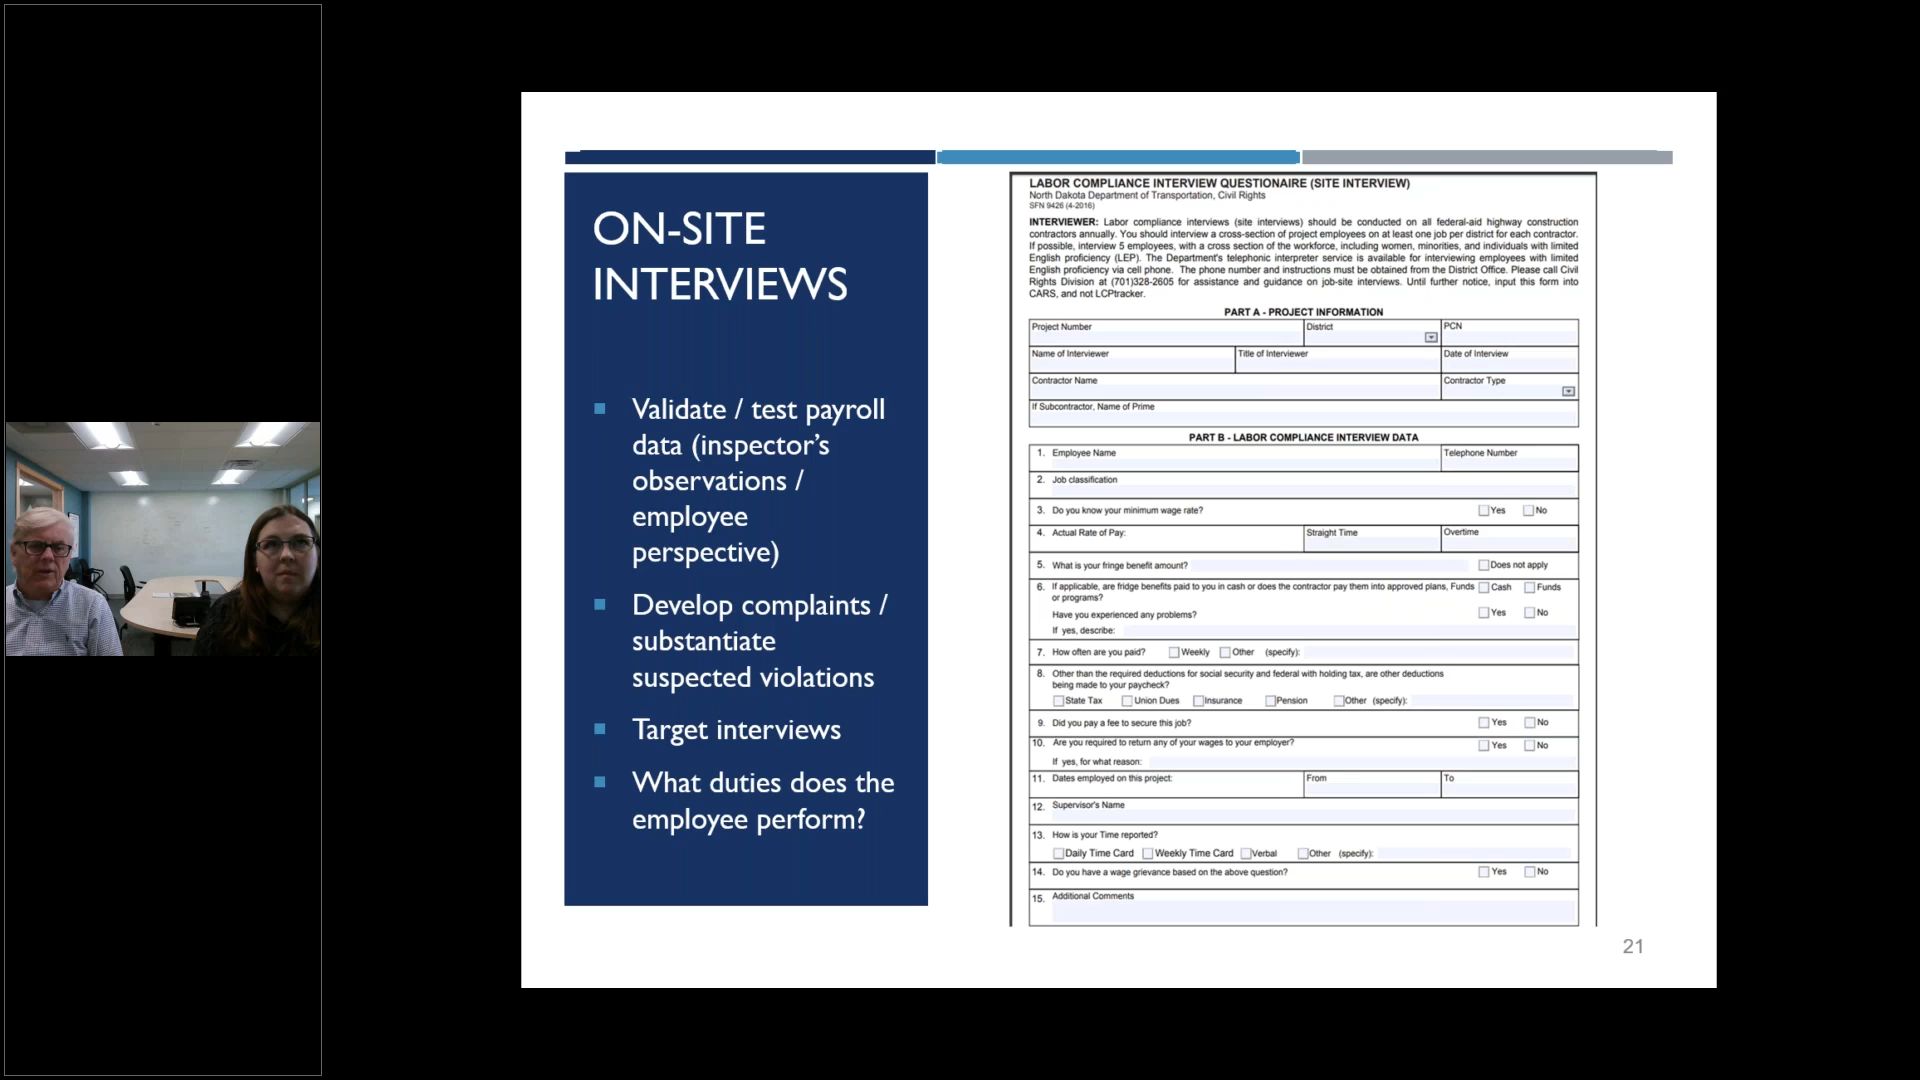 ON-SITE
INTERVIEWS
Validate / test payroll
data (inspector's
observations /
employee
perspective)
Develop complaints /
substantiate
suspected violations
Target interviews
What duties does the
employee perform?
LABOR COMPLIANCE INTERVIEW QUESTIONAIRE (SITE INTERVIEW)
North Dakota Department of Transportation, Civil Rights
SFN 9426 (4-2016)
INTERVIEWER: Labor compliance interviews (site interviews) should be conducted on all federal-aid highway construction
contractors annually. You should interview a cross-section of project employees on at least one job per district for each contractor.
If possible, interview 5 employees, with a cross section of the workforce, including women, minorities, and individuals with limited
English proficiency (LEP). The Department's telephonic interpreter service is available for interviewing employees with limited
English proficiency via cell phone. The phone number and instructions must be obtained from the District Office. Please call Civil
Rights Division at (701)328-2605 for assistance and guidance on job-site interviews. Until further notice, input this form into
CARS, and not LCPtracker.
PART A - PROJECT INFORMATION
Project Number District PCN
Name of Interviewer Title of Interviewer Date of Interview
Contractor Name Contractor Type
If Subcontractor, Name of Prime
PART B - LABOR COMPLIANCE INTERVIEW DATA
1. Employee Name Telephone Number
2. Job classification
3. Do you know your minimum wage rate? Yes No
4. Actual Rate of Pay: Straight Time Overtime
5. What is your fringe benefit amount? Does not apply
6. If applicable, are fridge benefits paid to you in cash or does the contractor pay them into approved plans, Funds Cash Funds
or programs?
Have you experienced any problems? Yes No
If yes, describe:
7. How often are you paid? Weekly Other (specify):
8. Other than the required deductions for social security and federal with holding tax, are other deductions
being made to your paycheck?
State Tax Union Dues Insurance Pension Other (specify):
9. Did you pay a fee to secure this job? Yes No
10. Are you required to return any of your wages to your employer? Yes No
If yes, for what reason:
11. Dates employed on this project: From To
12. Supervisor's Name
13. How is your Time reported?
Daily Time Card Weekly Time Card Verbal Other (specify):
14. Do you have a wage grievance based on the above question? Yes No
15. Additional Comments
21